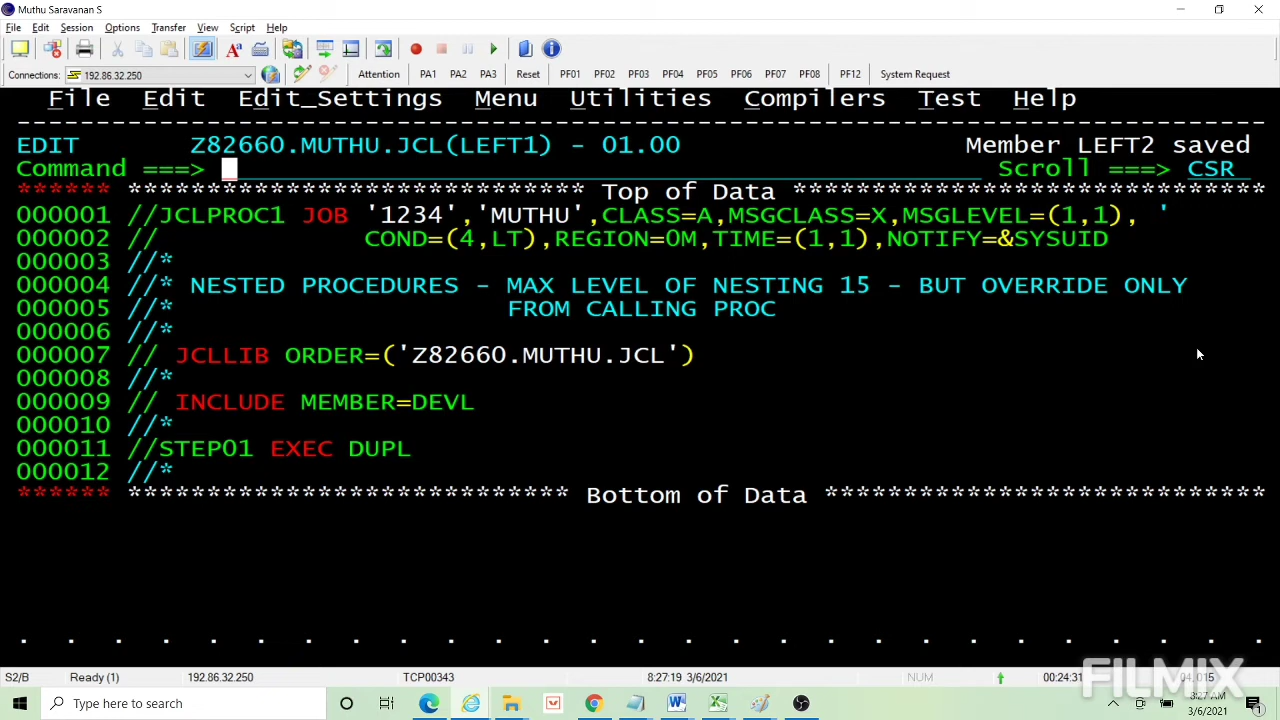 Muthu Saravanan S
File Edit Session Options Transfer View Script Help
Connections: 192.86.32.250 Attention PA1 PA2 PA3 Reset PF01 PF02 PF03 PF04 PF05 PF06 PF07 PF08 PF12 System Request
File Edit Edit_Settings Menu Utilities Compilers Test Help
--------------------------------------------------------------------------------
EDIT Z82660.MUTHU.JCL(LEFT1) - 01.00 Member LEFT2 saved
Command ===> Scroll ===> CSR
****** ***************************** Top of Data ******************************
000001 //JCLPROC1 JOB '1234','MUTHU',CLASS=A,MSGCLASS=X,MSGLEVEL=(1,1), '
000002 // COND=(4,LT),REGION=0M,TIME=(1,1),NOTIFY=&SYSUID
000003 //*
000004 //* NESTED PROCEDURES - MAX LEVEL OF NESTING 15 - BUT OVERRIDE ONLY
000005 //* FROM CALLING PROC
000006 //*
000007 // JCLLIB ORDER=('Z82660.MUTHU.JCL')
000008 //*
000009 // INCLUDE MEMBER=DEVL
000010 //*
000011 //STEP01 EXEC DUPL
000012 //*
****** **************************** Bottom of Data ****************************
. . . . . . . . . . . . . . . . . . . . . . . . . . .
S2/B Ready (1) 192.86.32.250 TCP00343 8:27:19 3/6/2021 NUM 00:24:31 04,015
FILMIX
Type here to search
8:27 AM
3/6/2021
1